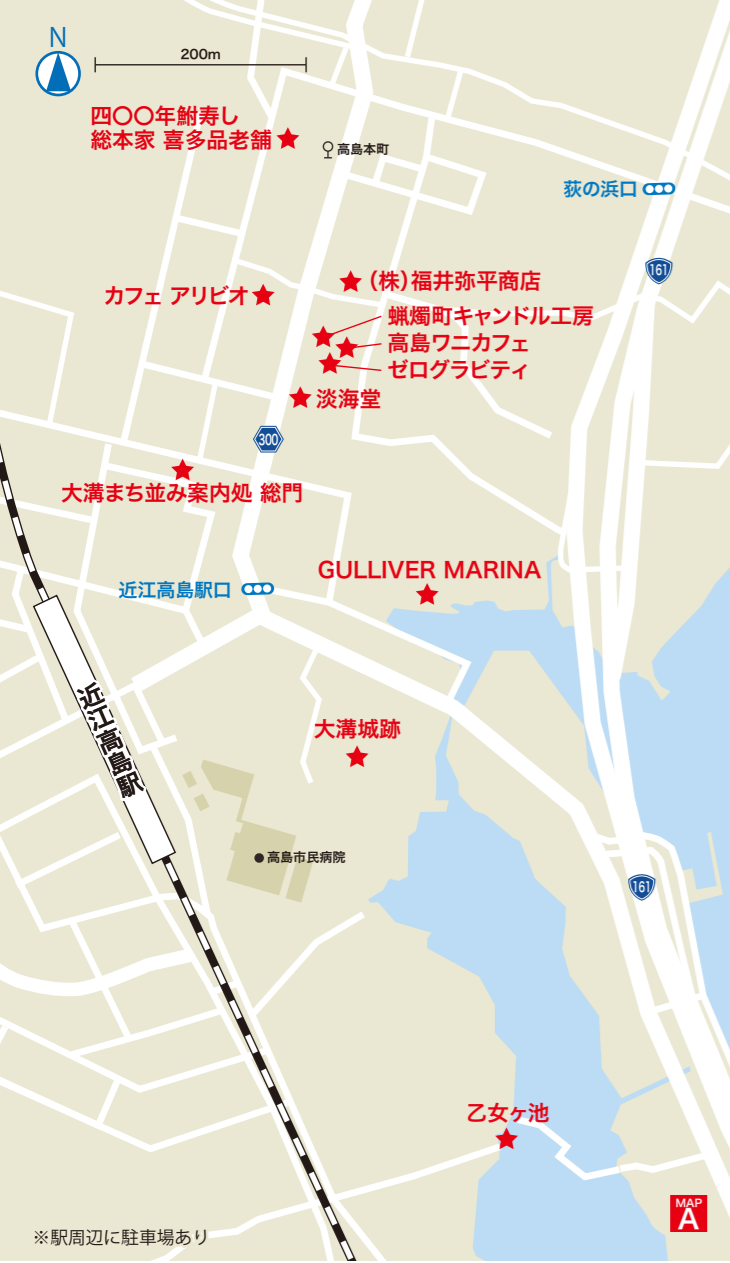 N
200m
四〇〇年鮒寿し
総本家 喜多品老舗
高島本町
荻の浜口
161
(株)福井弥平商店
カフェ アリビオ
蝋燭町キャンドル工房
高島ワニカフェ
ゼログラビティ
淡海堂
300
大溝まち並み案内処 総門
GULLIVER MARINA
近江高島駅口
近江高島駅
大溝城跡
高島市民病院
161
乙女ヶ池
MAP
A
※駅周辺に駐車場あり